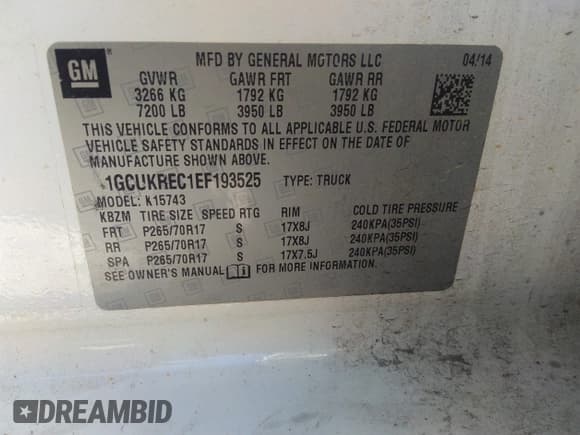 GM
MFD BY GENERAL MOTORS LLC 04/14
GVWR GAWR FRT GAWR RR
3266 KG 1792 KG 1792 KG
7200 LB 3950 LB 3950 LB
THIS VEHICLE CONFORMS TO ALL APPLICABLE U.S. FEDERAL MOTOR
VEHICLE SAFETY STANDARDS IN EFFECT ON THE DATE OF
MANUFACTURE SHOWN ABOVE.
1GCUKREC1EF193525 TYPE: TRUCK
MODEL: K15743
KBZM TIRE SIZE SPEED RTG RIM COLD TIRE PRESSURE
FRT P265/70R17 S 17X8J 240KPA(35PSI)
RR P265/70R17 S 17X8J 240KPA(35PSI)
SPA P265/70R17 S 17X7.5J 240KPA(35PSI)
SEE OWNER'S MANUAL FOR MORE INFORMATION.
DREAMBID